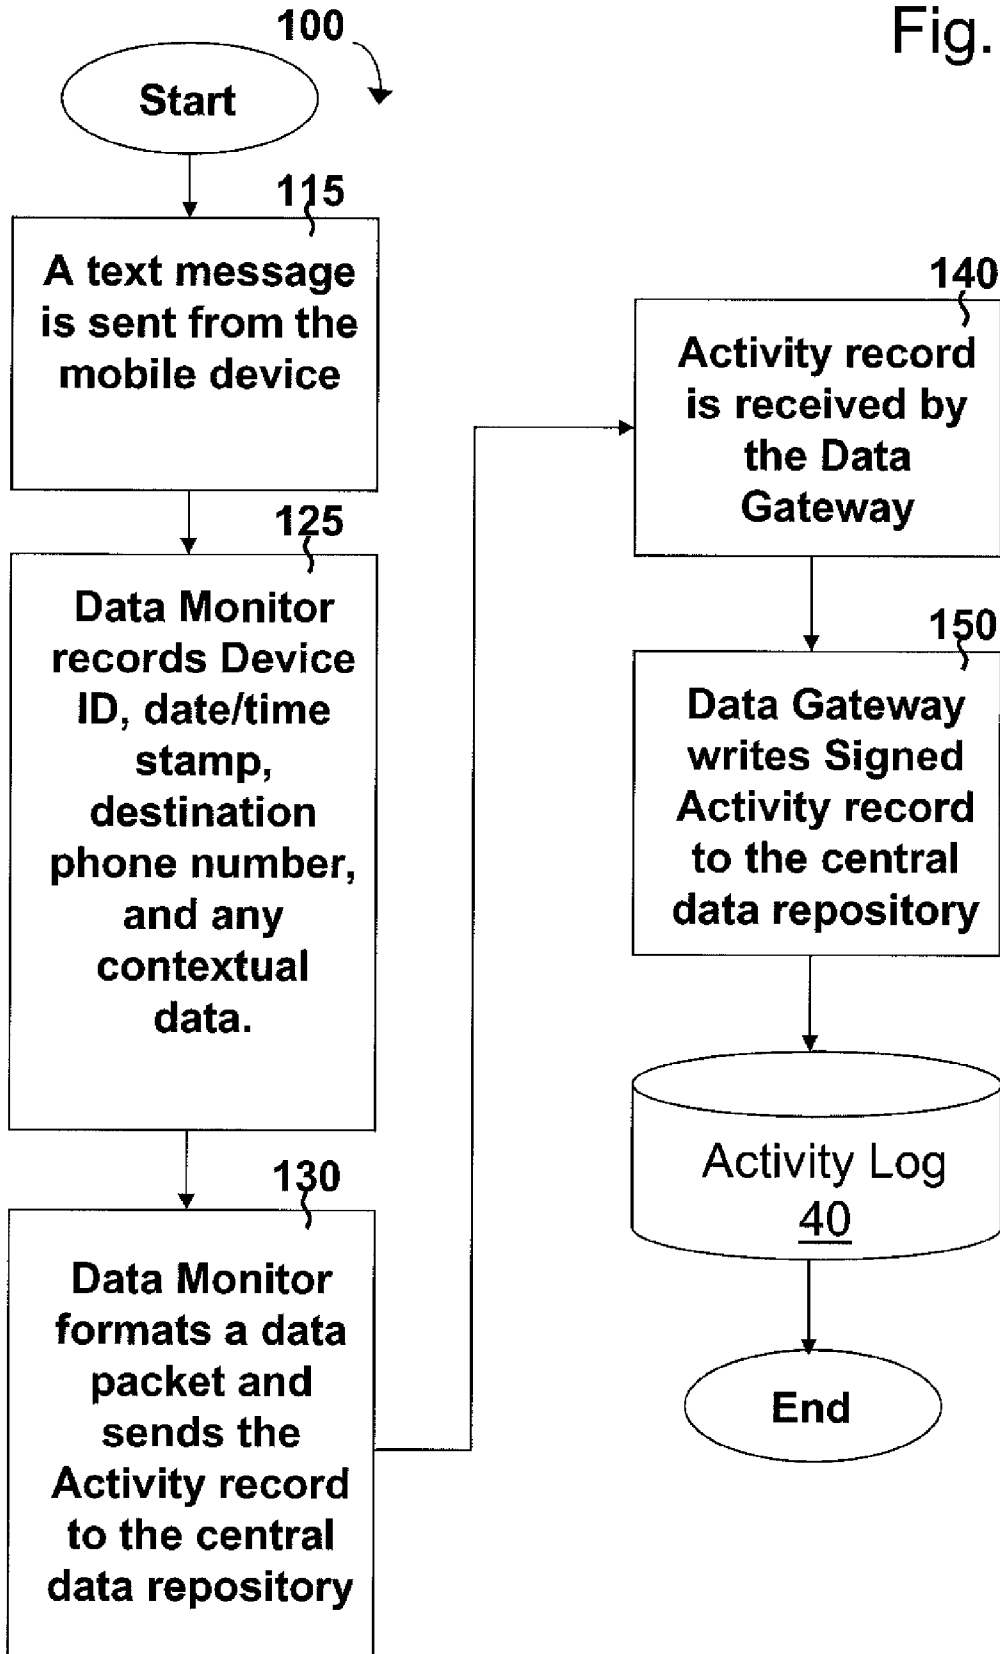 100
Fig.
Start
115
A text message
is sent from the
mobile device
125
Data Monitor
records Device
ID, date/time
stamp,
destination
phone number,
and any
contextual
data.
130
Data Monitor
formats a data
packet and
sends the
Activity record
to the central
data repository
140
Activity record
is received by
the Data
Gateway
150
Data Gateway
writes Signed
Activity record
to the central
data repository
Activity Log
40
End